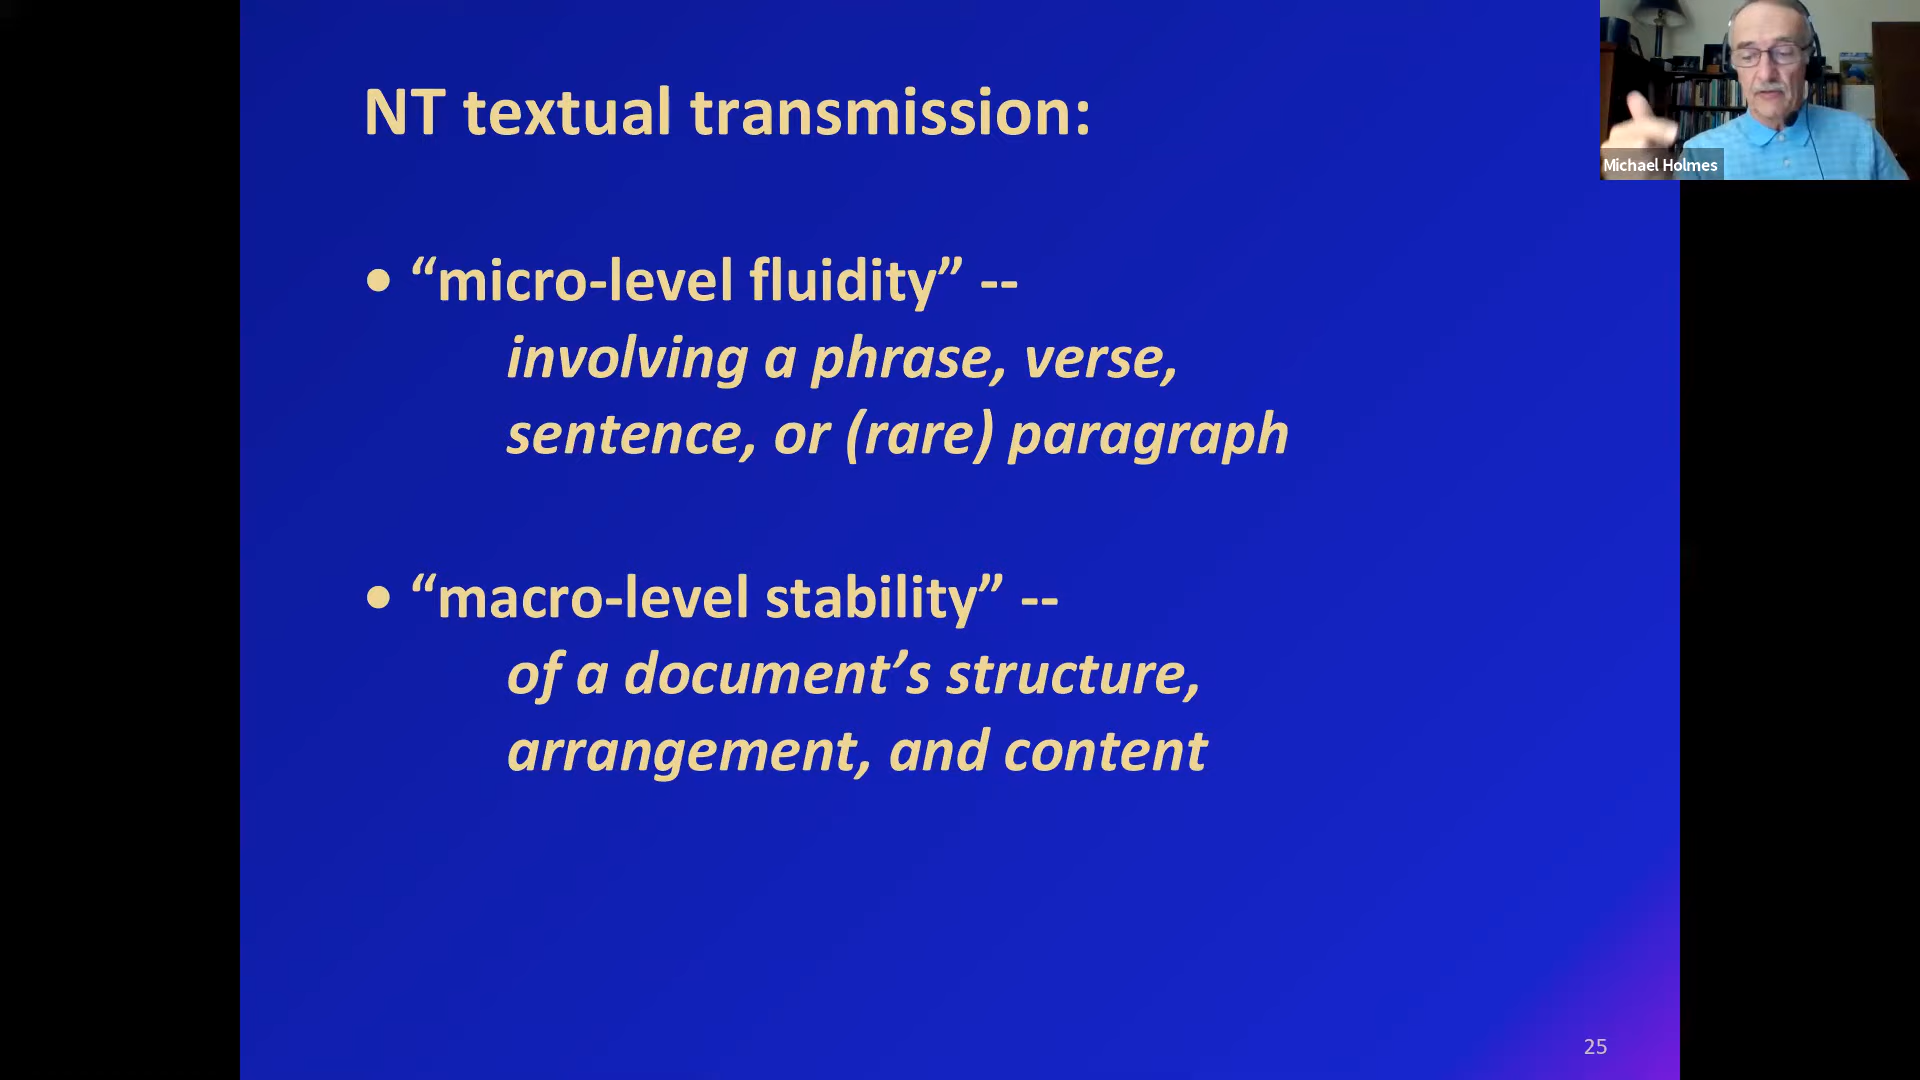 NT textual transmission:
• “micro-level fluidity” --
involving a phrase, verse,
sentence, or (rare) paragraph
• “macro-level stability” --
of a document’s structure,
arrangement, and content
Michael Holmes
25